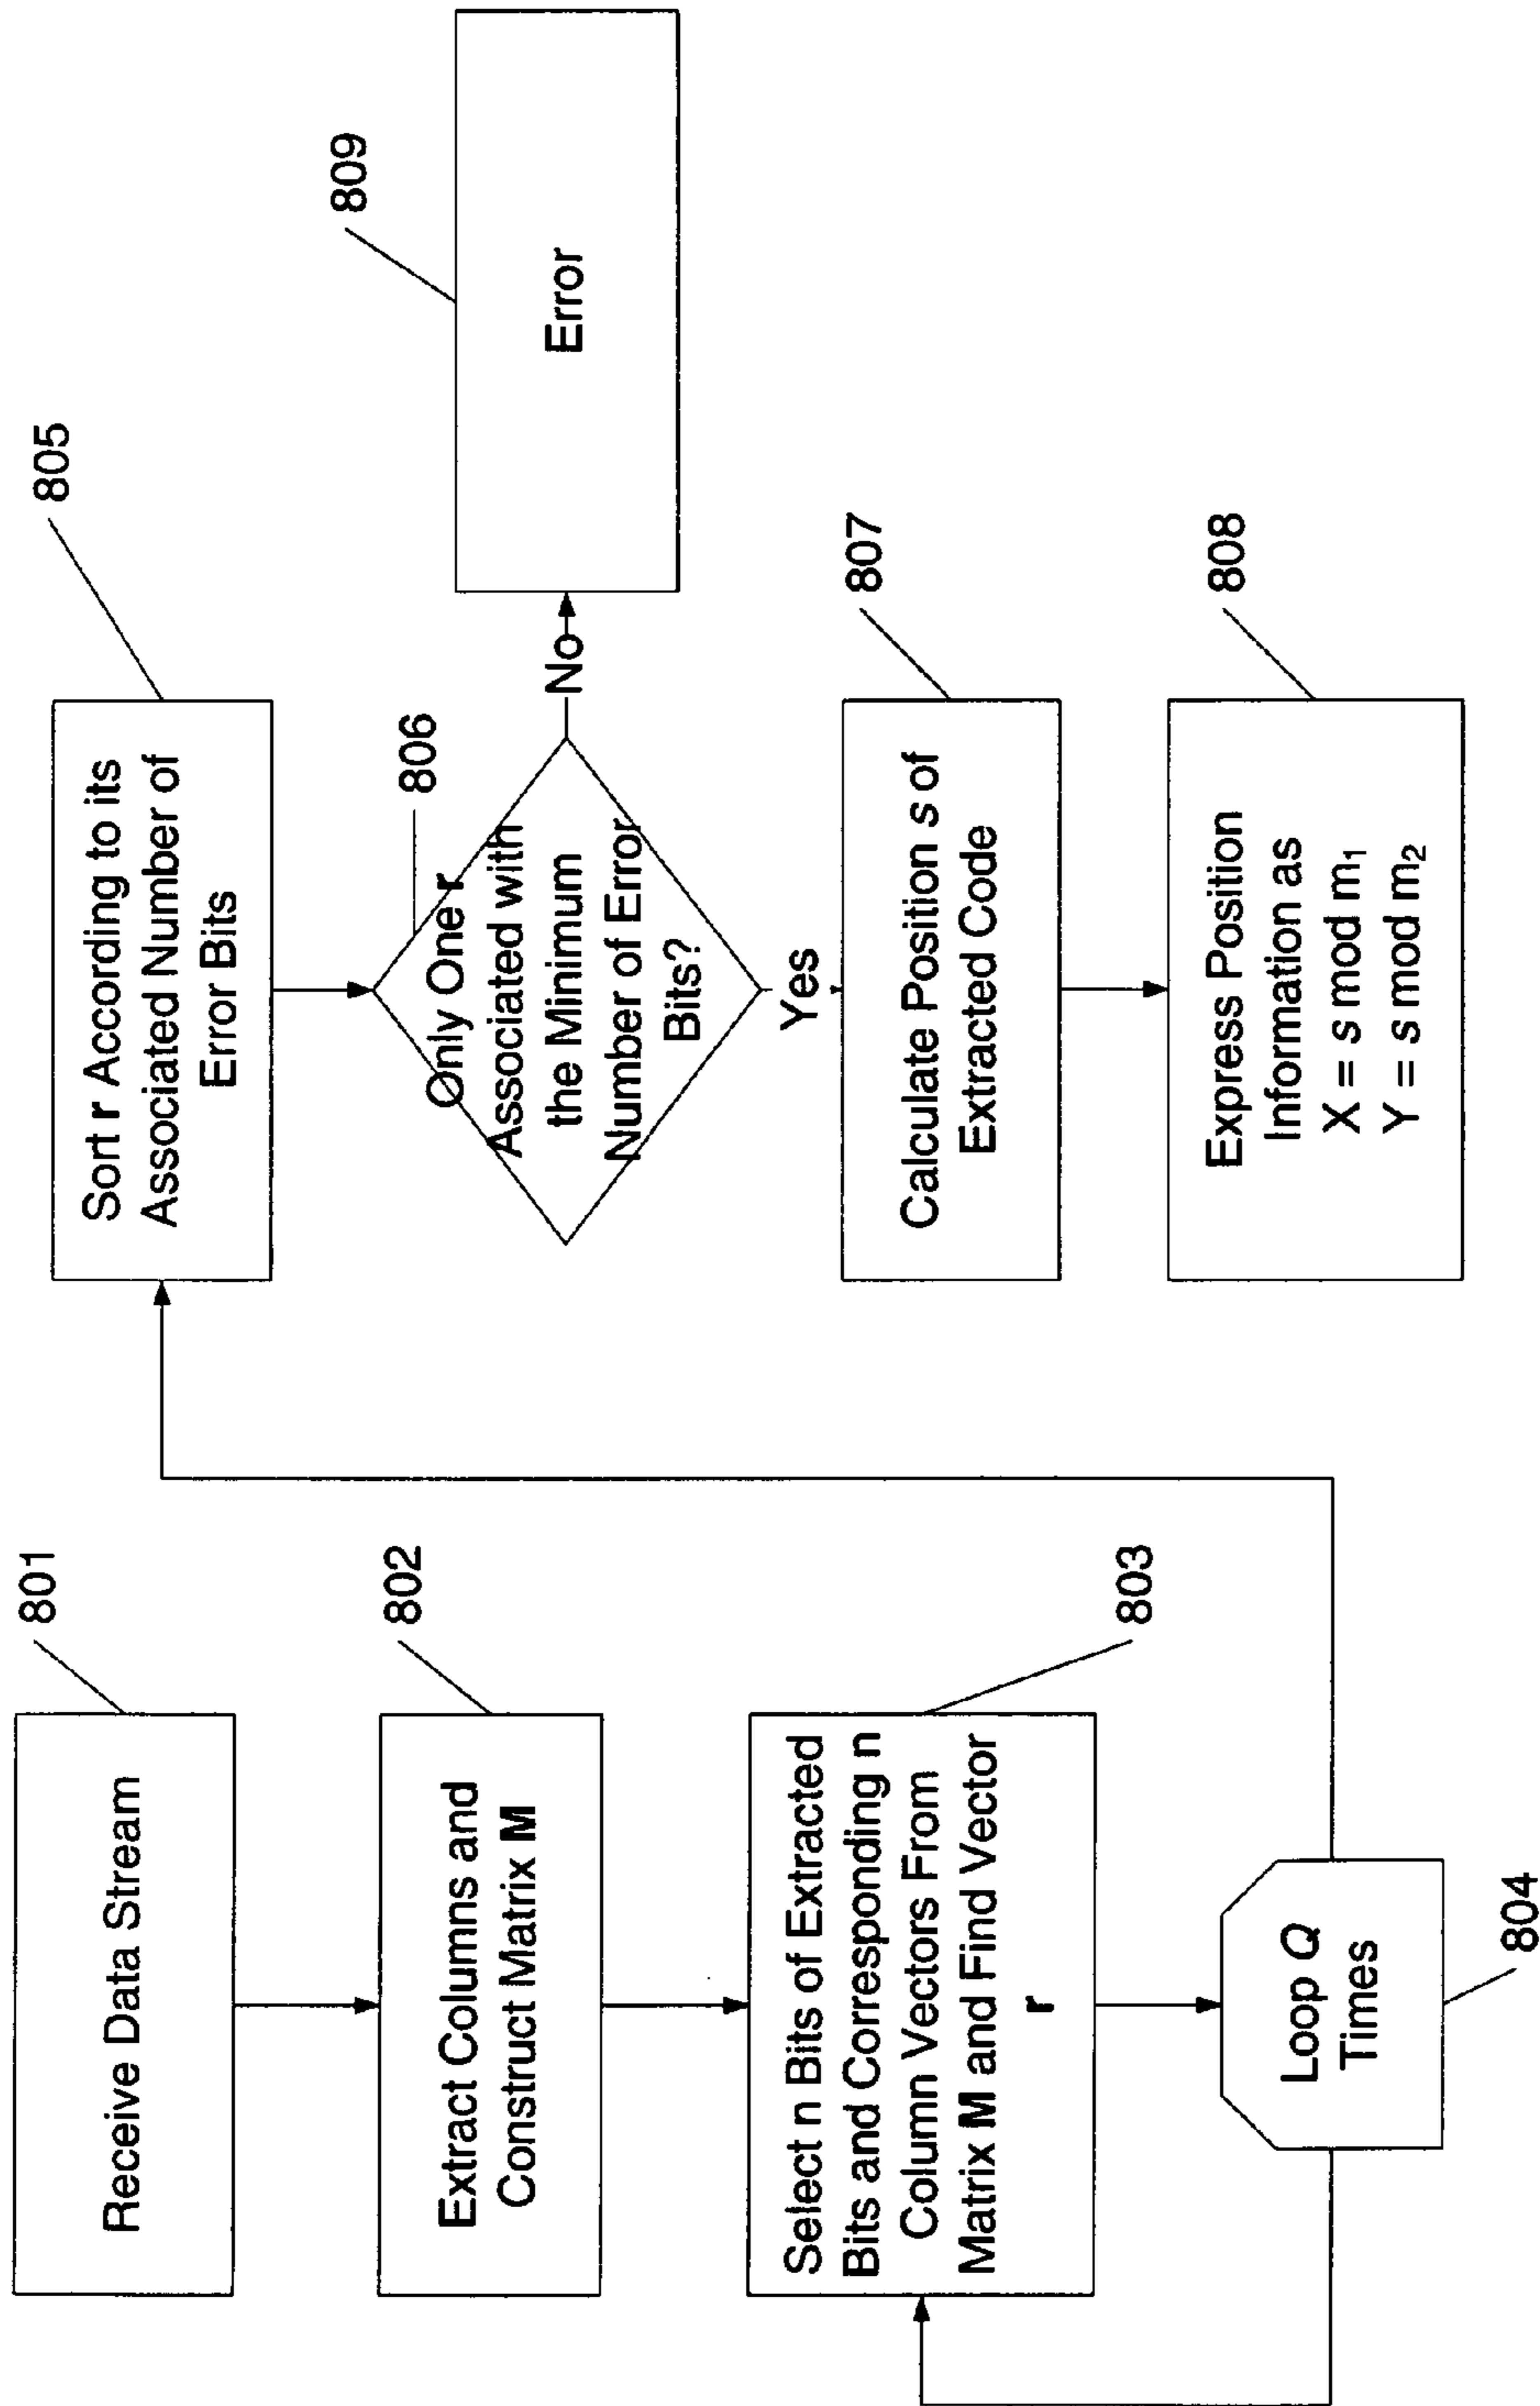 801
Receive Data Stream
802
Extract Columns and
Construct Matrix M
803
Select n Bits of Extracted
Bits and Corresponding n
Column Vectors From
Matrix M and Find Vector
r
Loop Q
Times
804
805
Sort r According to its
Associated Number of
Error Bits
806
Only One r
Associated with
the Minimum
Number of Error
Bits?
No
809
Error
Yes
807
Calculate Position s of
Extracted Code
808
Express Position
Information as
X = s mod m₁
Y = s mod m₂